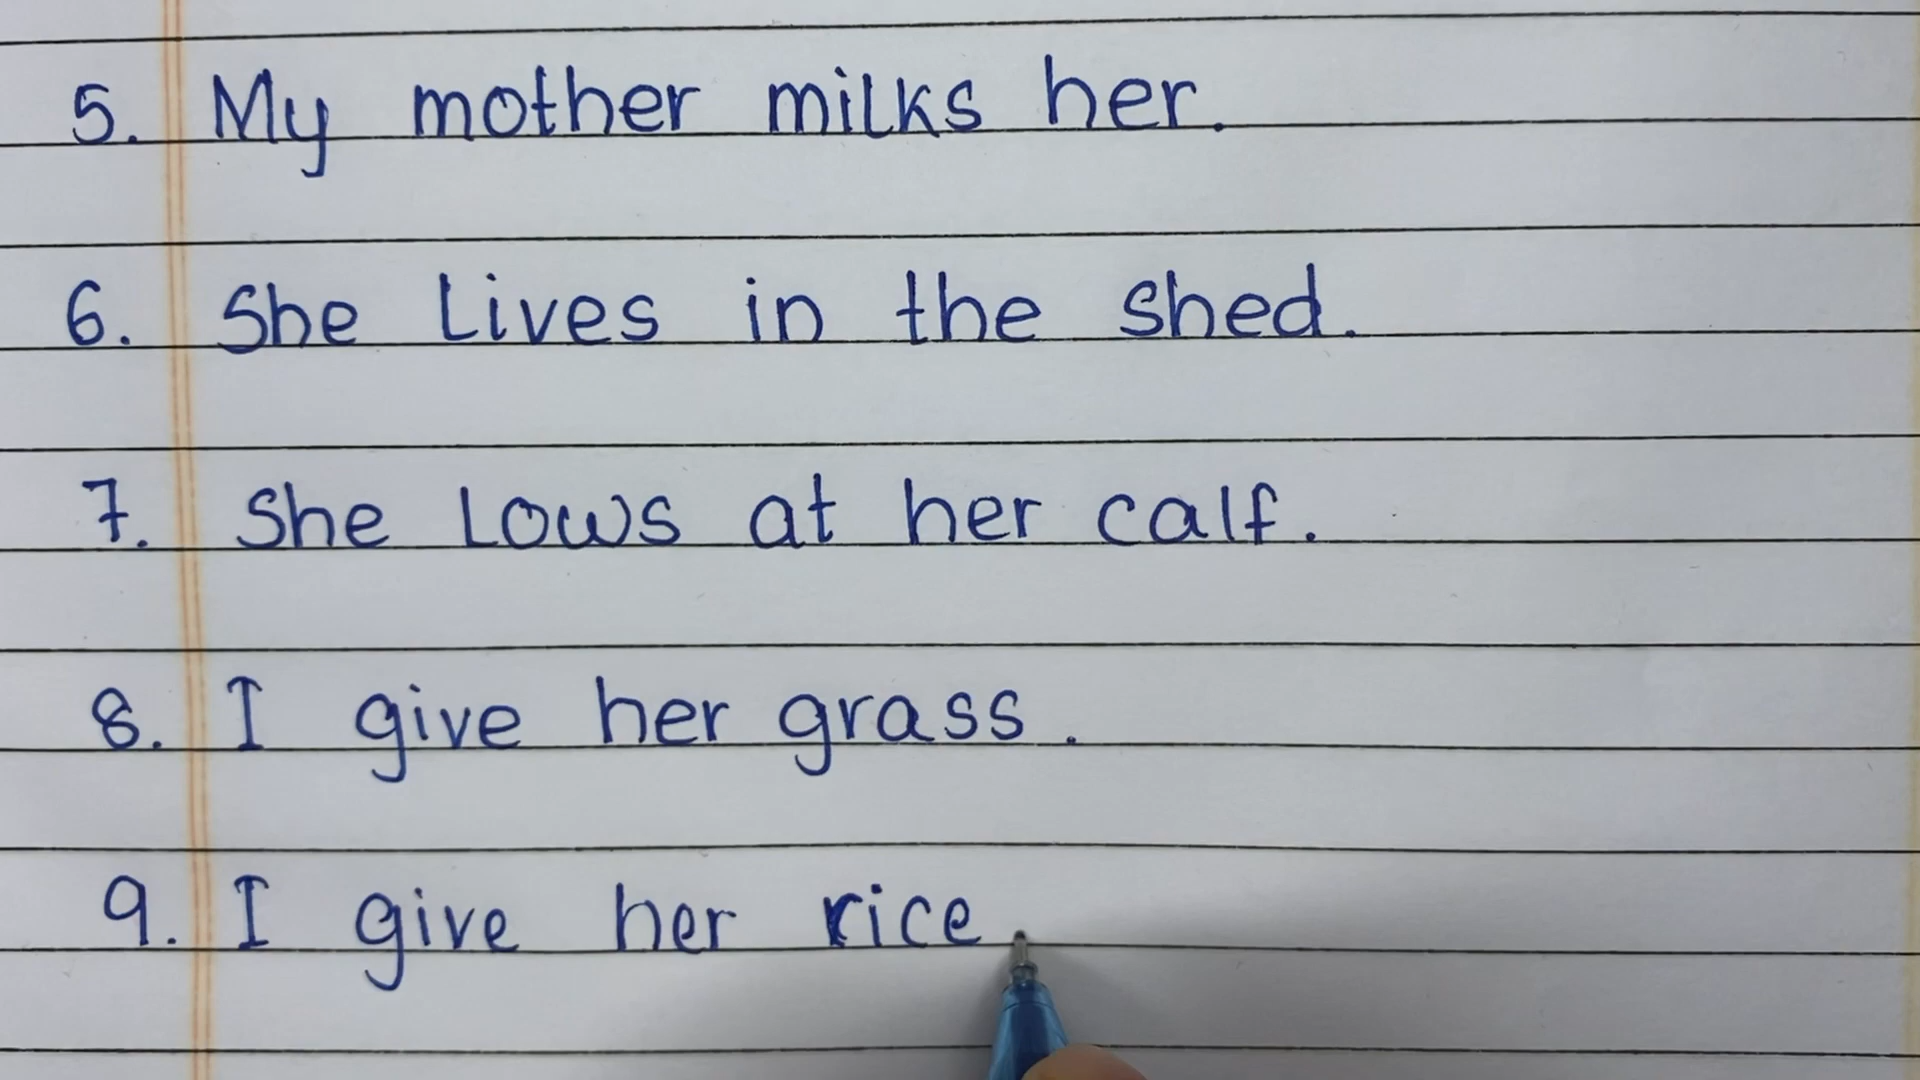 5. My mother milks her.
6. She Lives in the shed.
7. She Lows at her calf.
8. I give her grass.
9. I give her rice.